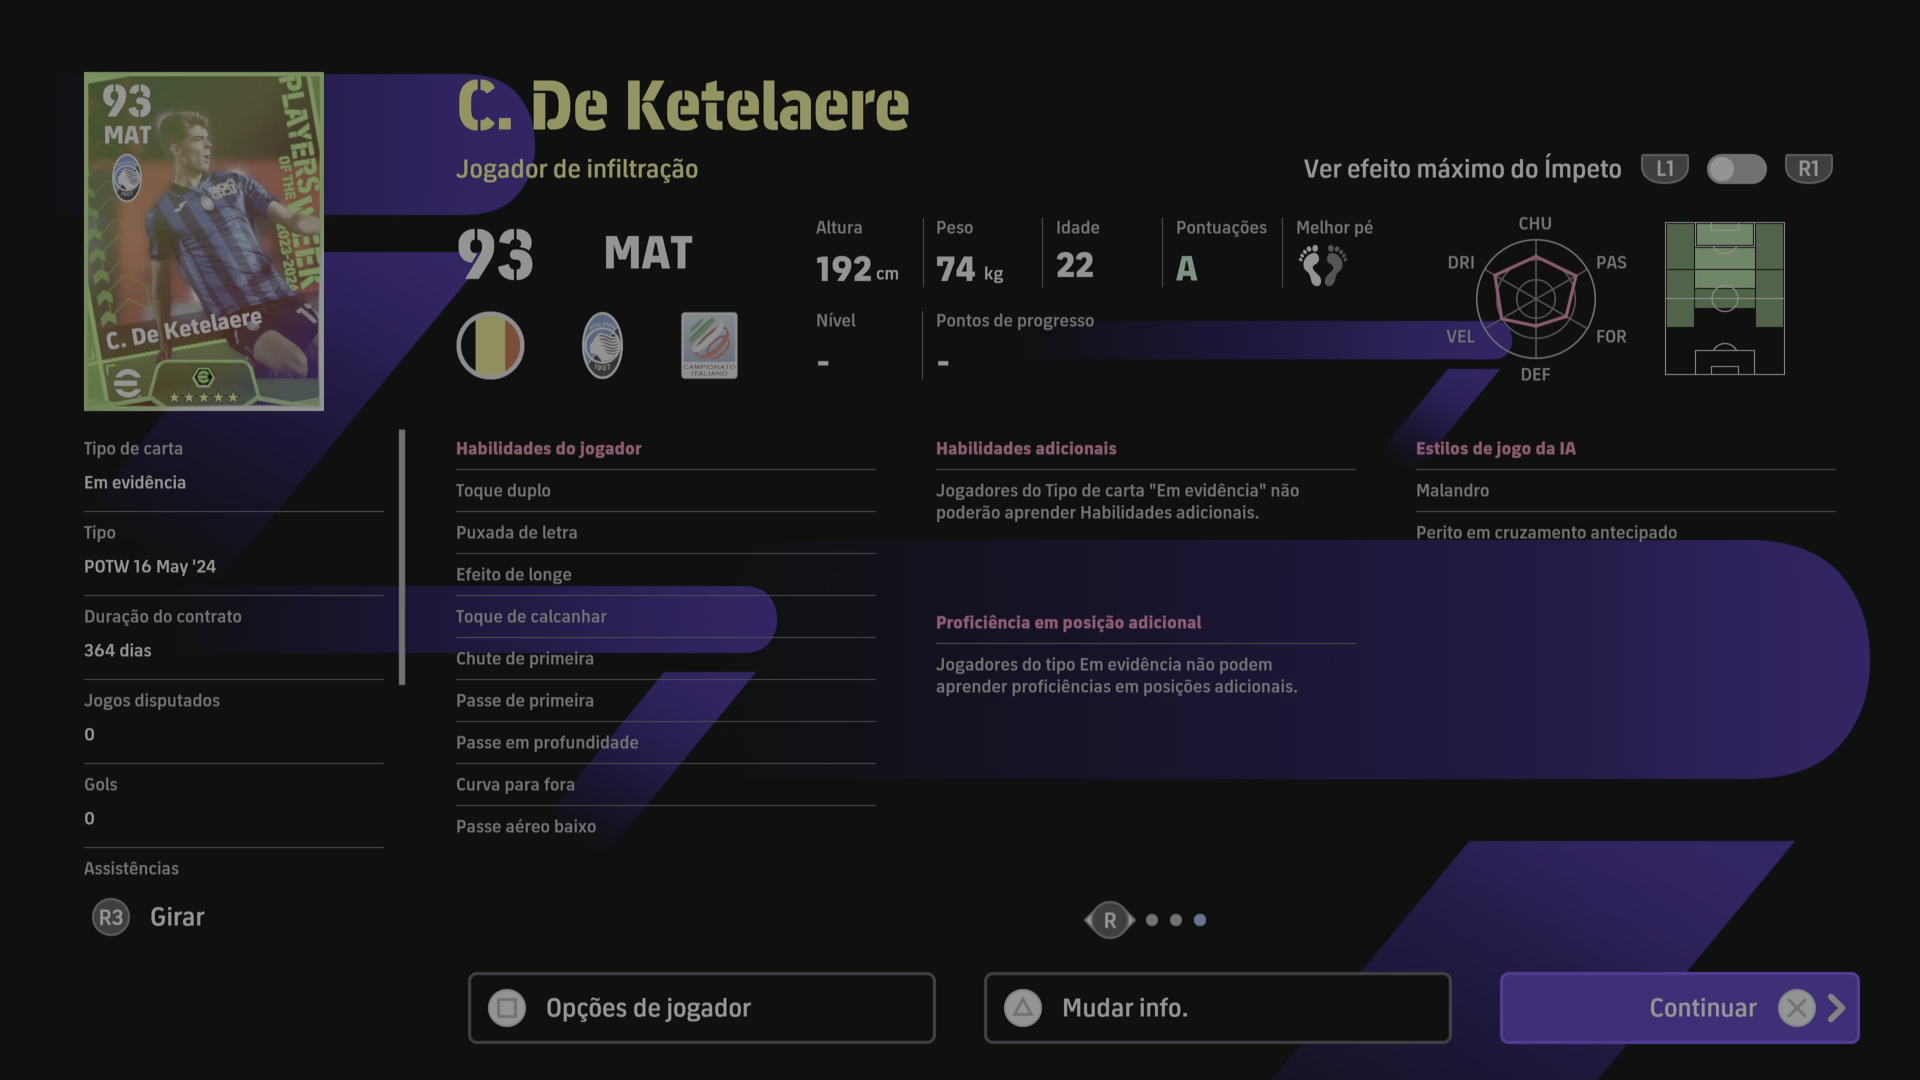 93
MAT
PLAYERS
OF THE WEEK
2023-2024
C. De Ketelaere
C. De Ketelaere
Jogador de infiltração
Ver efeito máximo do Ímpeto
L1
R1
93
MAT
Altura
192 cm
Peso
74 kg
Idade
22
Pontuações
A
Melhor pé
Nível
-
Pontos de progresso
-
CHU
PAS
FOR
DEF
VEL
DRI
1907
CAMPIONATO
ITALIANO
Tipo de carta
Em evidência
Tipo
POTW 16 May '24
Duração do contrato
364 dias
Jogos disputados
0
Gols
0
Assistências
R3 Girar
Habilidades do jogador
Toque duplo
Puxada de letra
Efeito de longe
Toque de calcanhar
Chute de primeira
Passe de primeira
Passe em profundidade
Curva para fora
Passe aéreo baixo
Habilidades adicionais
Jogadores do Tipo de carta "Em evidência" não
poderão aprender Habilidades adicionais.
Proficiência em posição adicional
Jogadores do tipo Em evidência não podem
aprender proficiências em posições adicionais.
Estilos de jogo da IA
Malandro
Perito em cruzamento antecipado
R
Opções de jogador
Mudar info.
Continuar